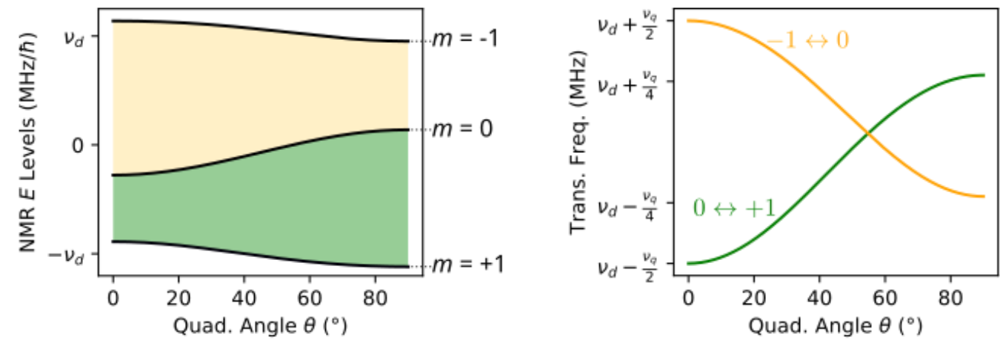 NMR E Levels (MHz/ħ)
ν_d
0
−ν_d
m = -1
m = 0
m = +1
0 20 40 60 80
Quad. Angle θ (°)
Trans. Freq. (MHz)
ν_d + ν_q/2
ν_d + ν_q/4
ν_d − ν_q/4
ν_d − ν_q/2
−1 ↔ 0
0 ↔ +1
0 20 40 60 80
Quad. Angle θ (°)